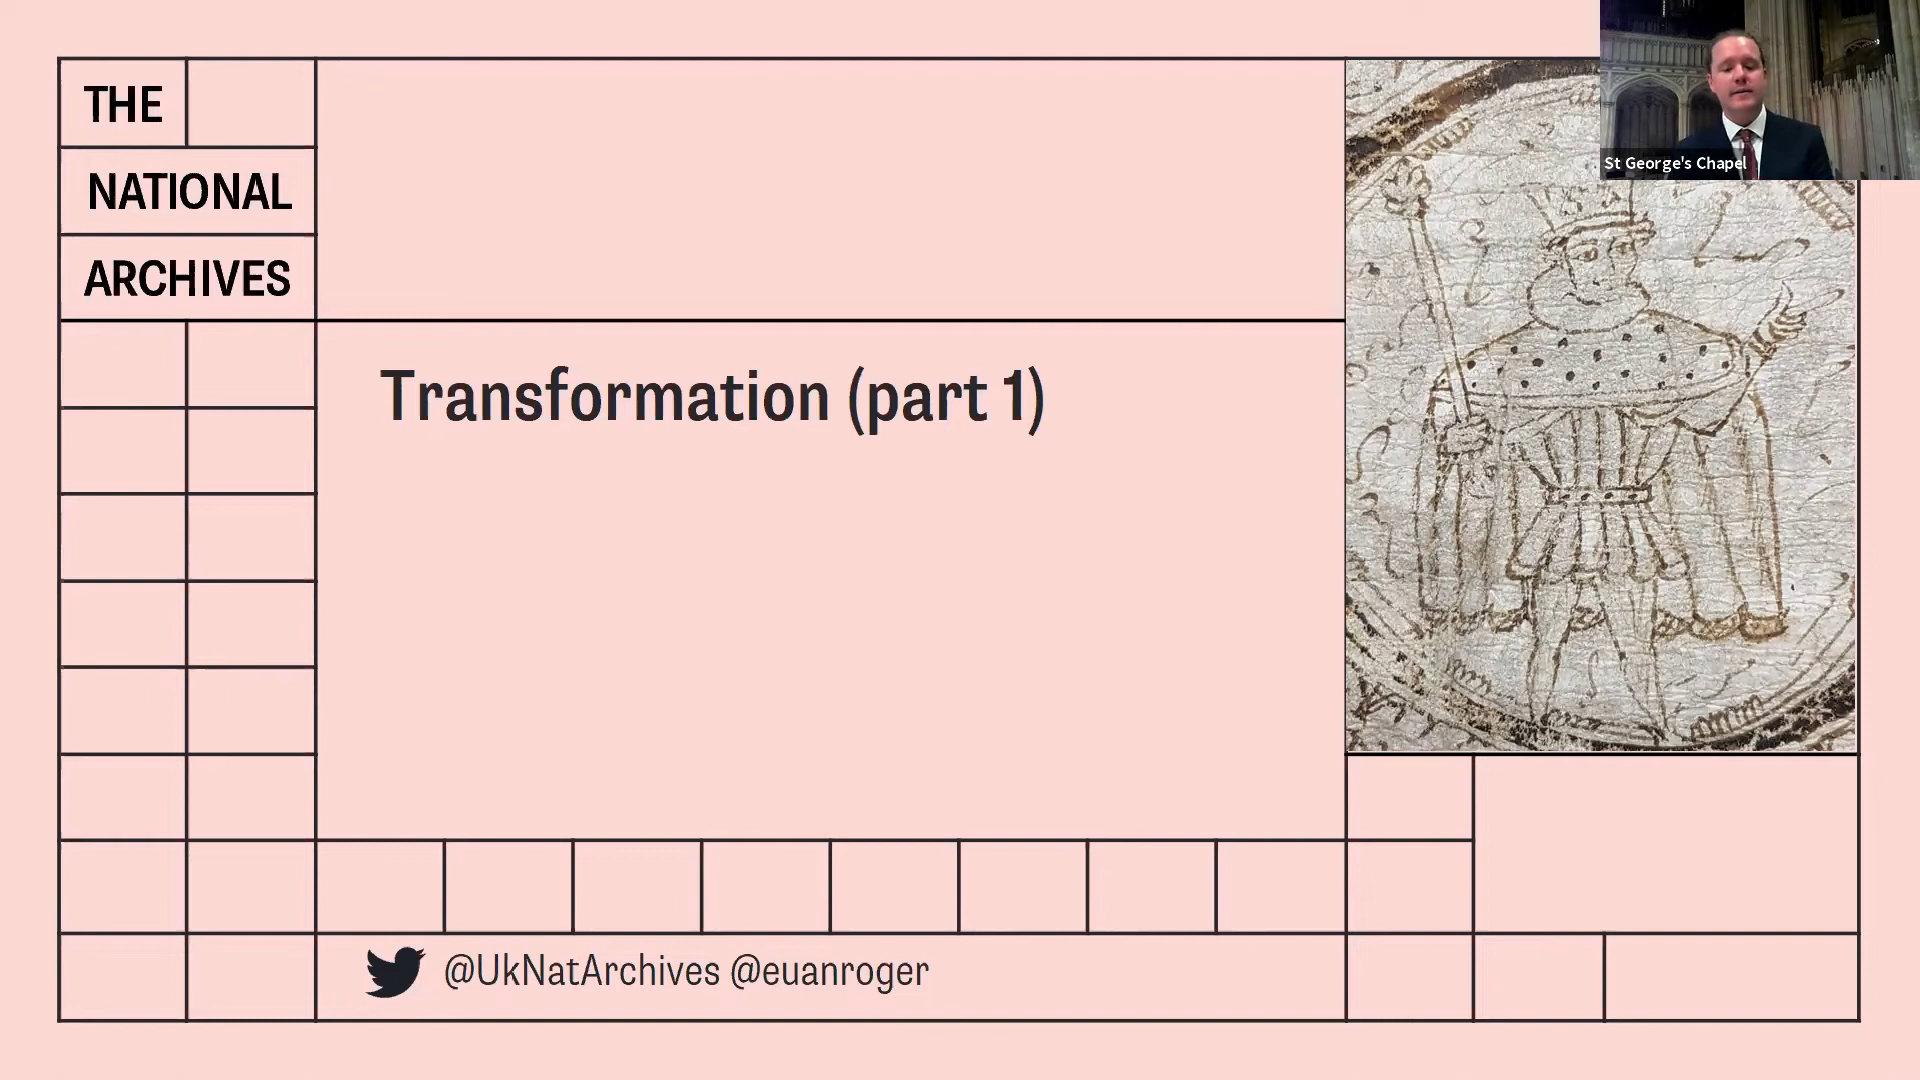 THE
NATIONAL
ARCHIVES
St George's Chapel
Transformation (part 1)
@UkNatArchives @euanroger